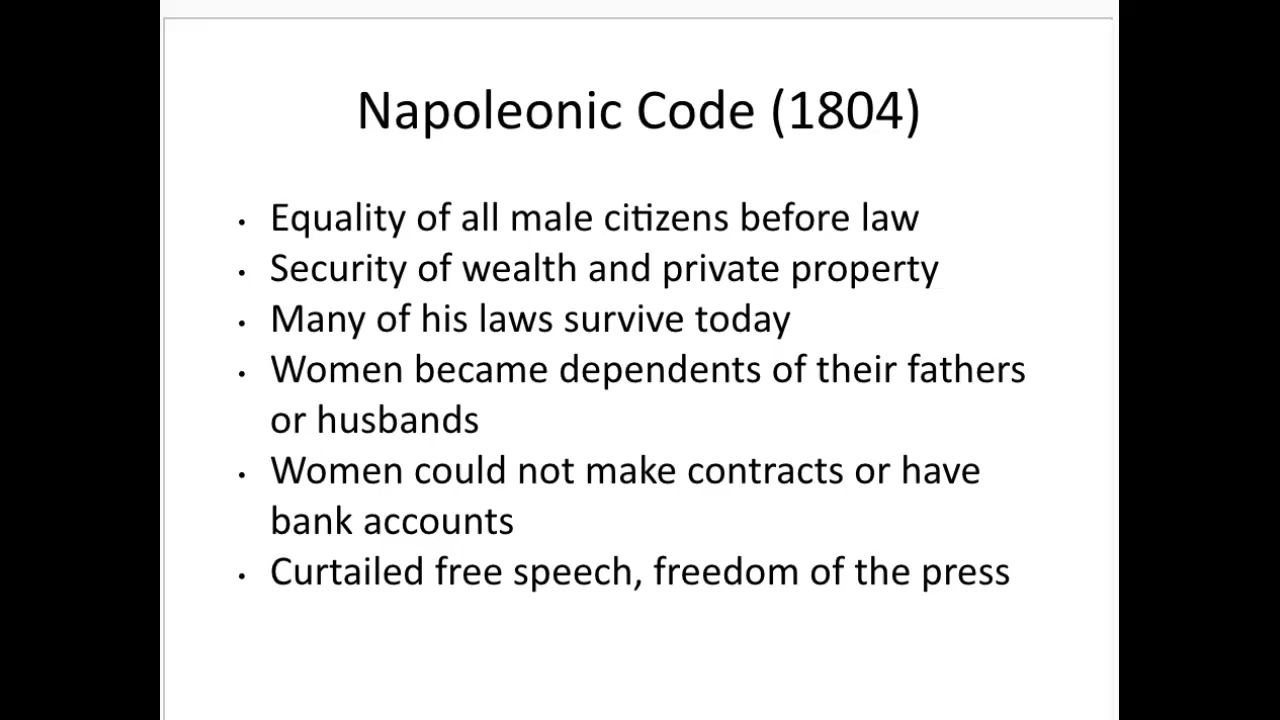 Napoleonic Code (1804)
• Equality of all male citizens before law
• Security of wealth and private property
• Many of his laws survive today
• Women became dependents of their fathers
or husbands
• Women could not make contracts or have
bank accounts
• Curtailed free speech, freedom of the press